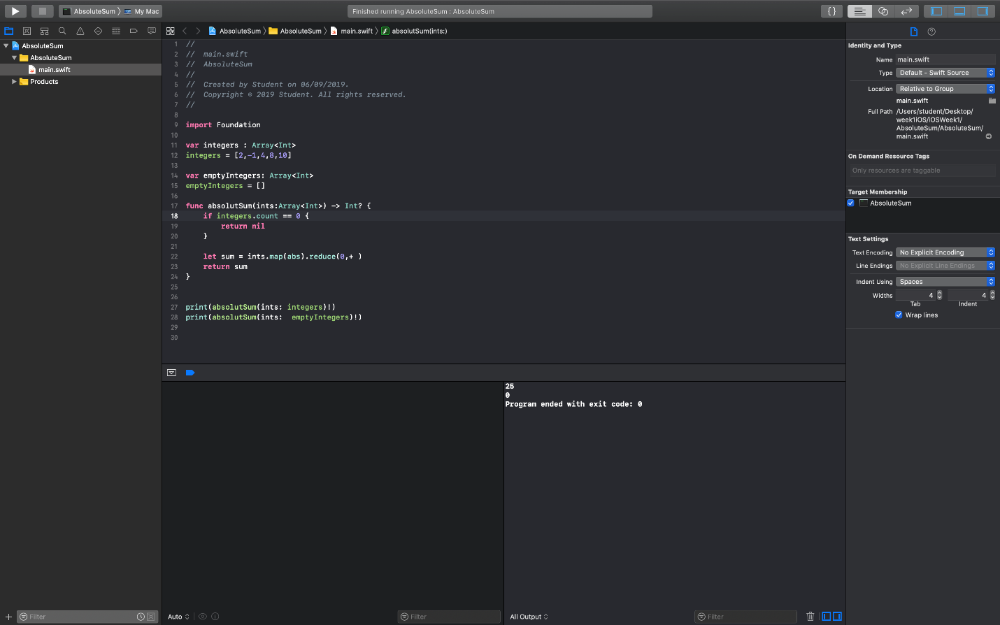 AbsoluteSum 〉 My Mac
Finished running AbsoluteSum : AbsoluteSum
{}
AbsoluteSum
AbsoluteSum
main.swift
Products
AbsoluteSum 〉 AbsoluteSum 〉 main.swift 〉 f absolutSum(ints:)
1 //
2 //  main.swift
3 //  AbsoluteSum
4 //
5 //  Created by Student on 06/09/2019.
6 //  Copyright © 2019 Student. All rights reserved.
7 //
8
9 import Foundation
10
11 var integers : Array<Int>
12 integers = [2,-1,4,8,10]
13
14 var emptyIntegers: Array<Int>
15 emptyIntegers = []
16
17 func absolutSum(ints:Array<Int>) -> Int? {
18     if integers.count == 0 {
19         return nil
20     }
21
22     let sum = ints.map(abs).reduce(0,+ )
23     return sum
24 }
25
26
27 print(absolutSum(ints: integers)!)
28 print(absolutSum(ints:  emptyIntegers)!)
29
30
25
0
Program ended with exit code: 0
Identity and Type
Name main.swift
Type Default - Swift Source
Location Relative to Group
main.swift
Full Path /Users/student/Desktop/
week1iOS/iOSWeek1/
AbsoluteSum/AbsoluteSum/
main.swift
On Demand Resource Tags
Only resources are taggable
Target Membership
AbsoluteSum
Text Settings
Text Encoding No Explicit Encoding
Line Endings No Explicit Line Endings
Indent Using Spaces
Widths 4 4
Tab Indent
Wrap lines
Filter
Auto
Filter
All Output
Filter